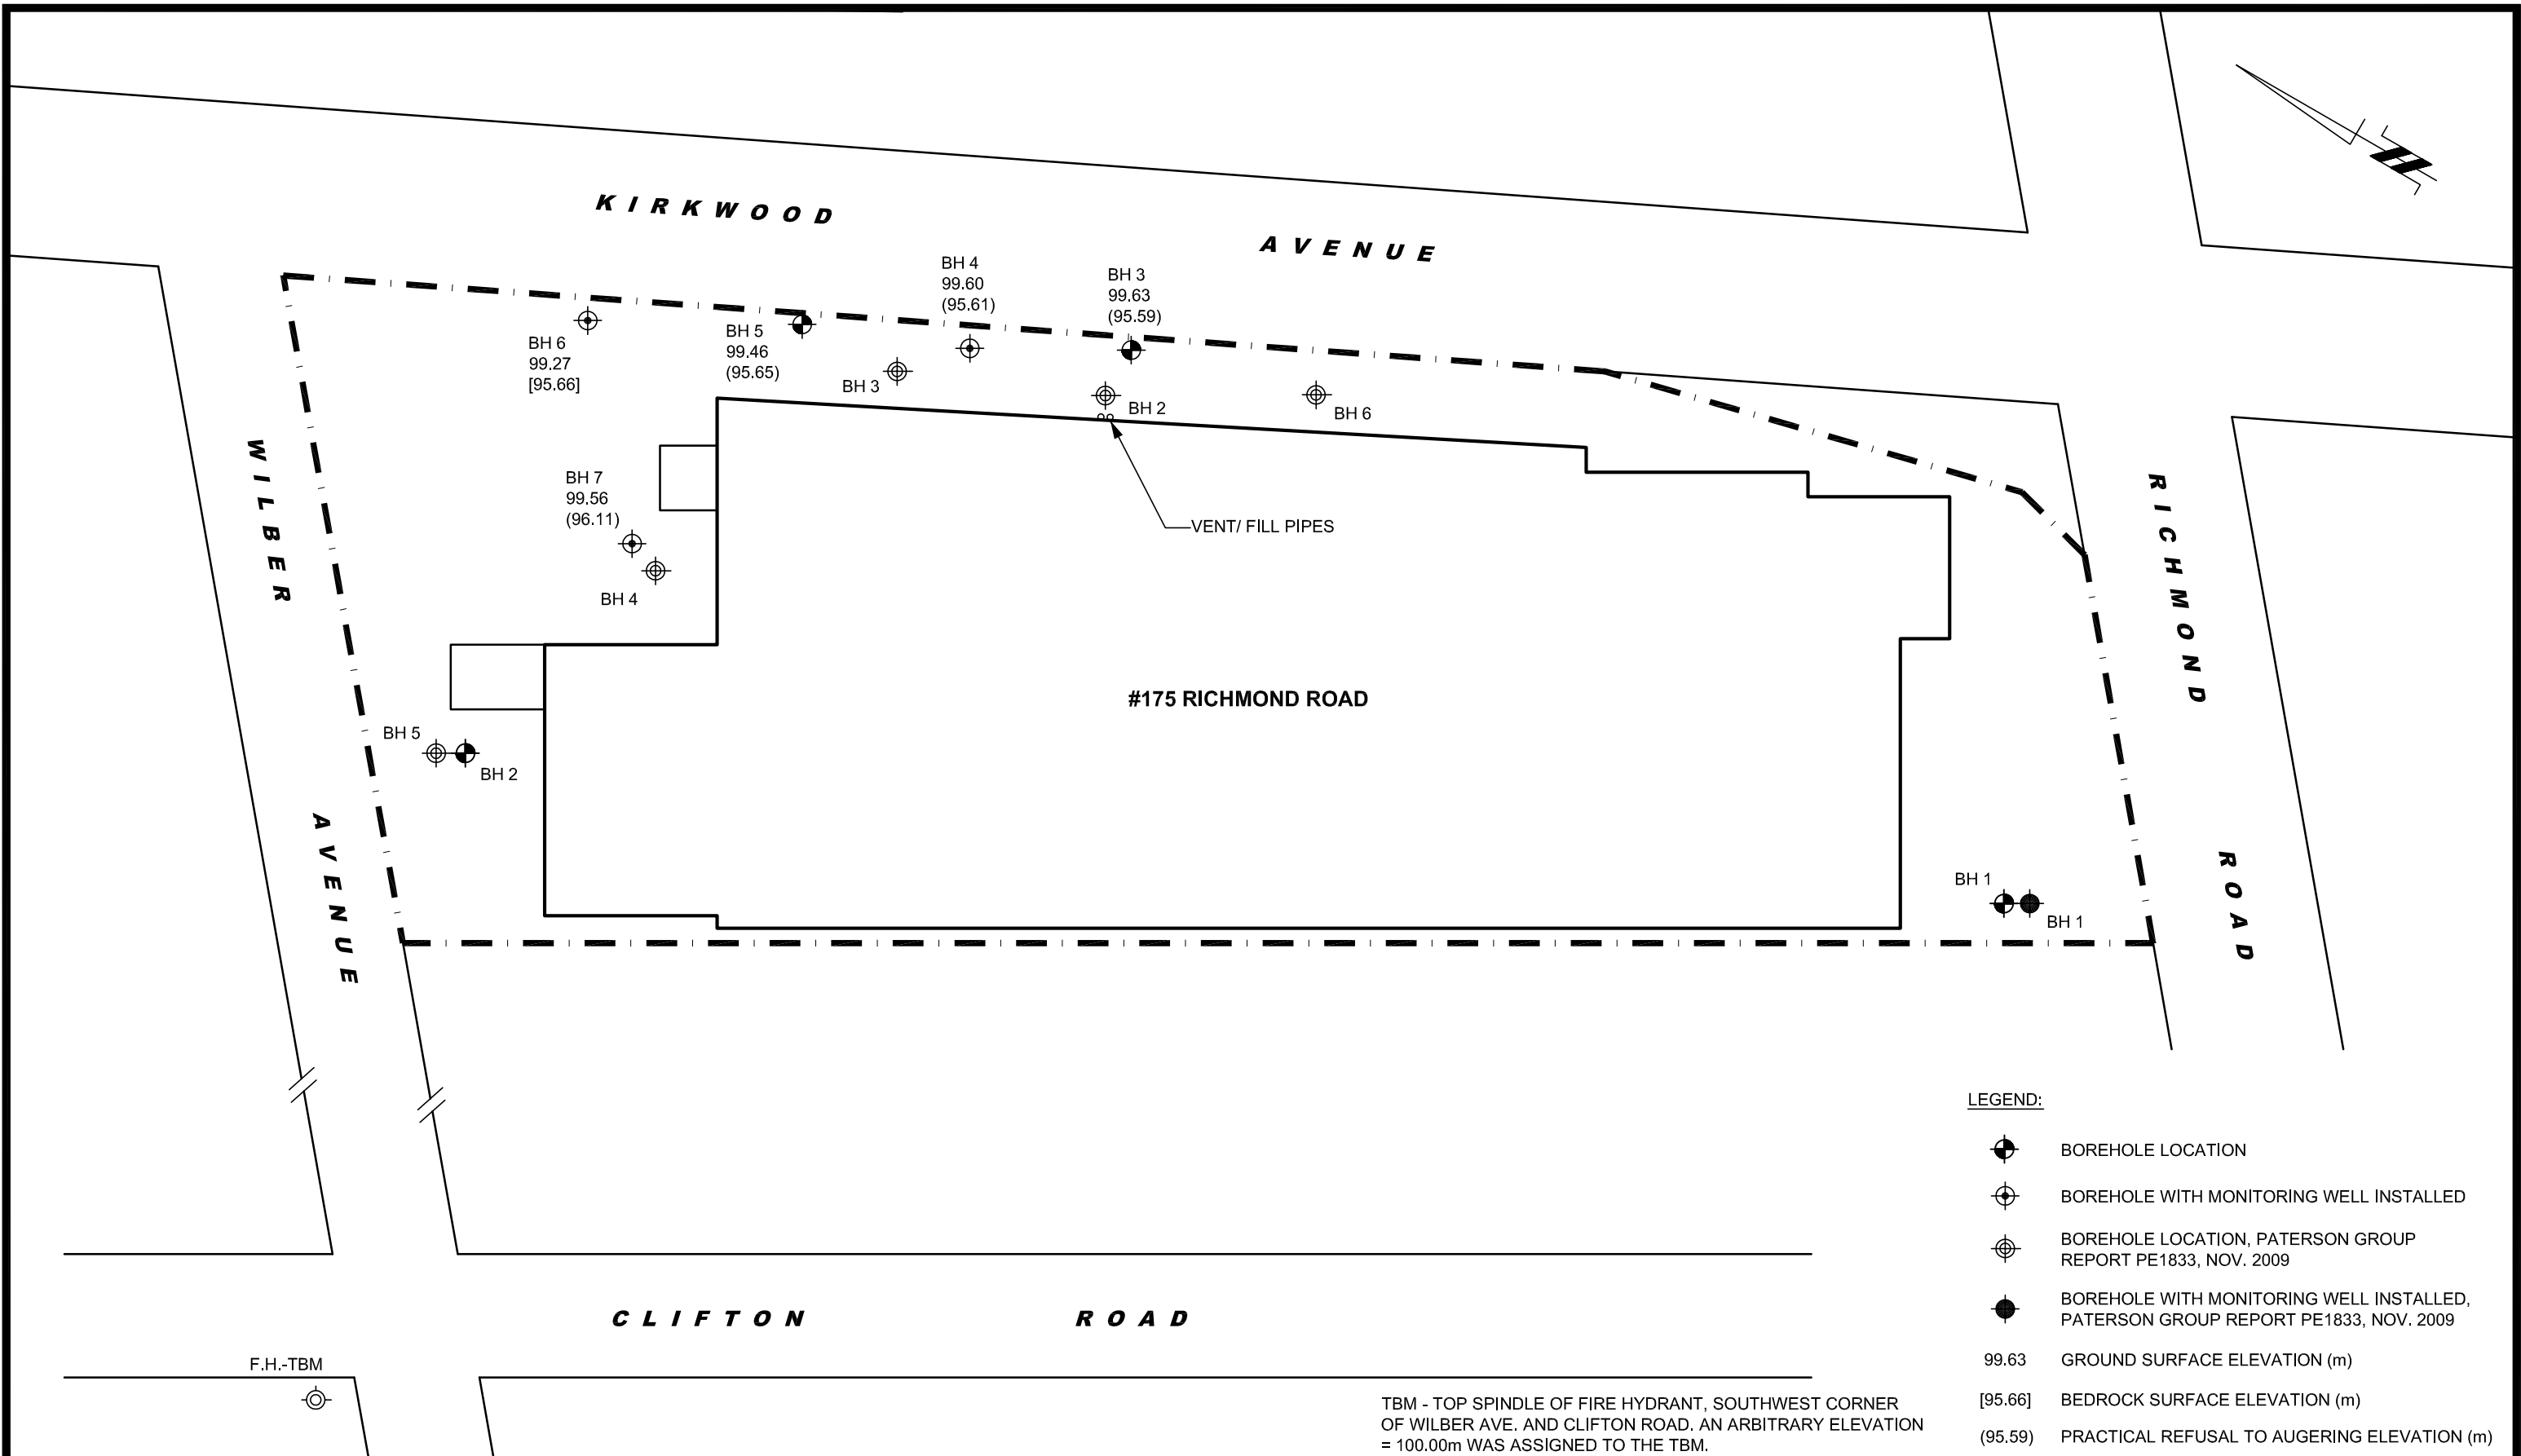 KIRKWOOD AVENUE
BH 4
99.60
(95.61)
BH 3
99.63
(95.59)
BH 5
99.46
(95.65)
BH 6
99.27
[95.66]
BH 3
BH 2
BH 6
VENT/ FILL PIPES
BH 7
99.56
(96.11)
BH 4
WILBER AVENUE
RICHMOND ROAD
#175 RICHMOND ROAD
BH 5
BH 2
BH 1
BH 1
CLIFTON ROAD
F.H.-TBM
TBM - TOP SPINDLE OF FIRE HYDRANT, SOUTHWEST CORNER
OF WILBER AVE. AND CLIFTON ROAD. AN ARBITRARY ELEVATION
= 100.00m WAS ASSIGNED TO THE TBM.
LEGEND:
BOREHOLE LOCATION
BOREHOLE WITH MONITORING WELL INSTALLED
BOREHOLE LOCATION, PATERSON GROUP
REPORT PE1833, NOV. 2009
BOREHOLE WITH MONITORING WELL INSTALLED,
PATERSON GROUP REPORT PE1833, NOV. 2009
99.63 GROUND SURFACE ELEVATION (m)
[95.66] BEDROCK SURFACE ELEVATION (m)
(95.59) PRACTICAL REFUSAL TO AUGERING ELEVATION (m)